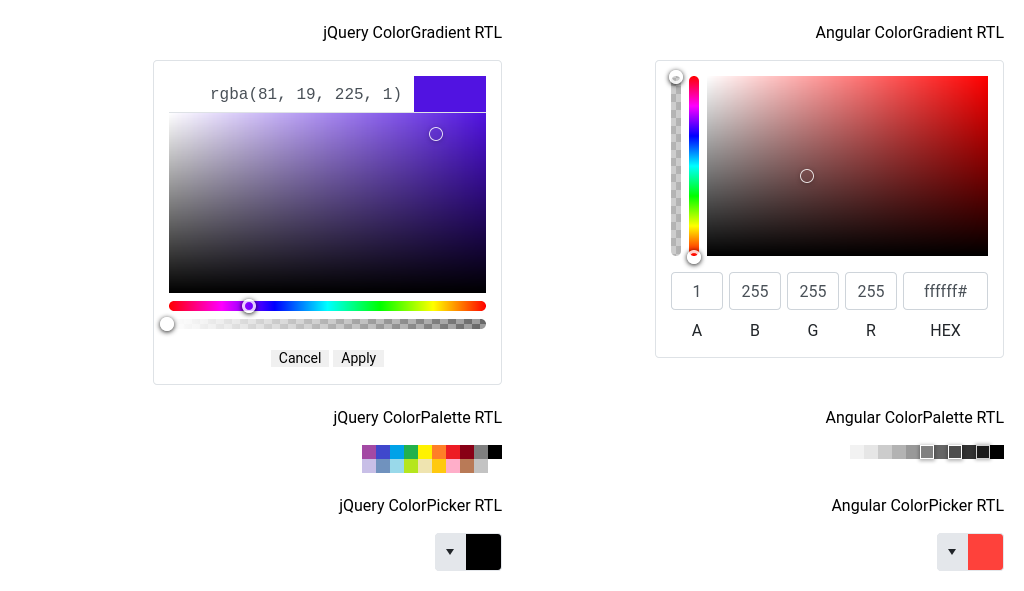 jQuery ColorGradient RTL
rgba(81, 19, 225, 1)
Cancel Apply
jQuery ColorPalette RTL
jQuery ColorPicker RTL
Angular ColorGradient RTL
1 255 255 255 ffffff#
A B G R HEX
Angular ColorPalette RTL
Angular ColorPicker RTL